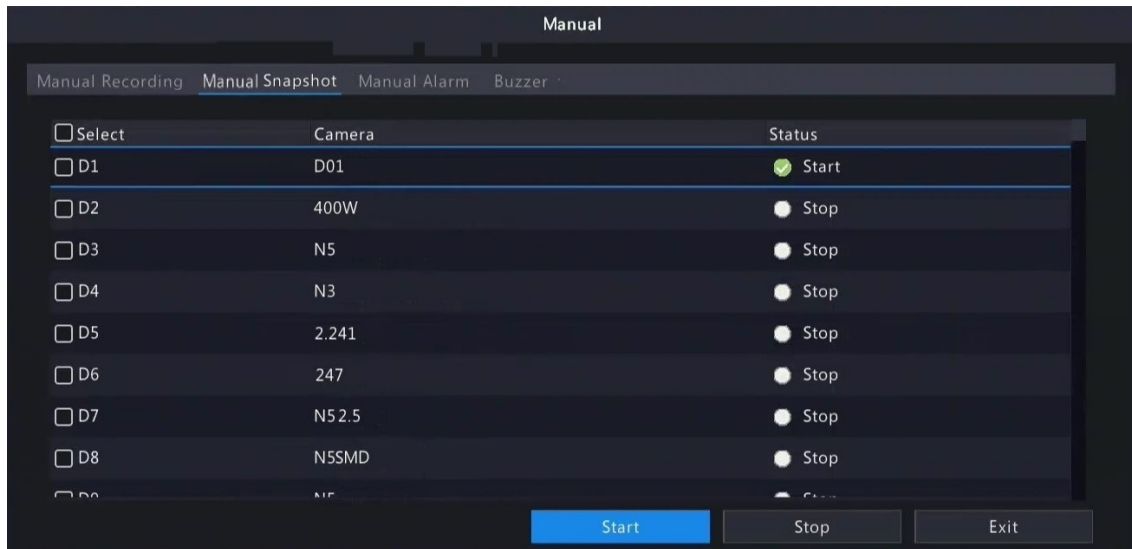 Manual
Manual Recording Manual Snapshot Manual Alarm Buzzer
Select Camera Status
D1 D01 Start
D2 400W Stop
D3 N5 Stop
D4 N3 Stop
D5 2.241 Stop
D6 247 Stop
D7 N52.5 Stop
D8 N5SMD Stop
Start Stop Exit